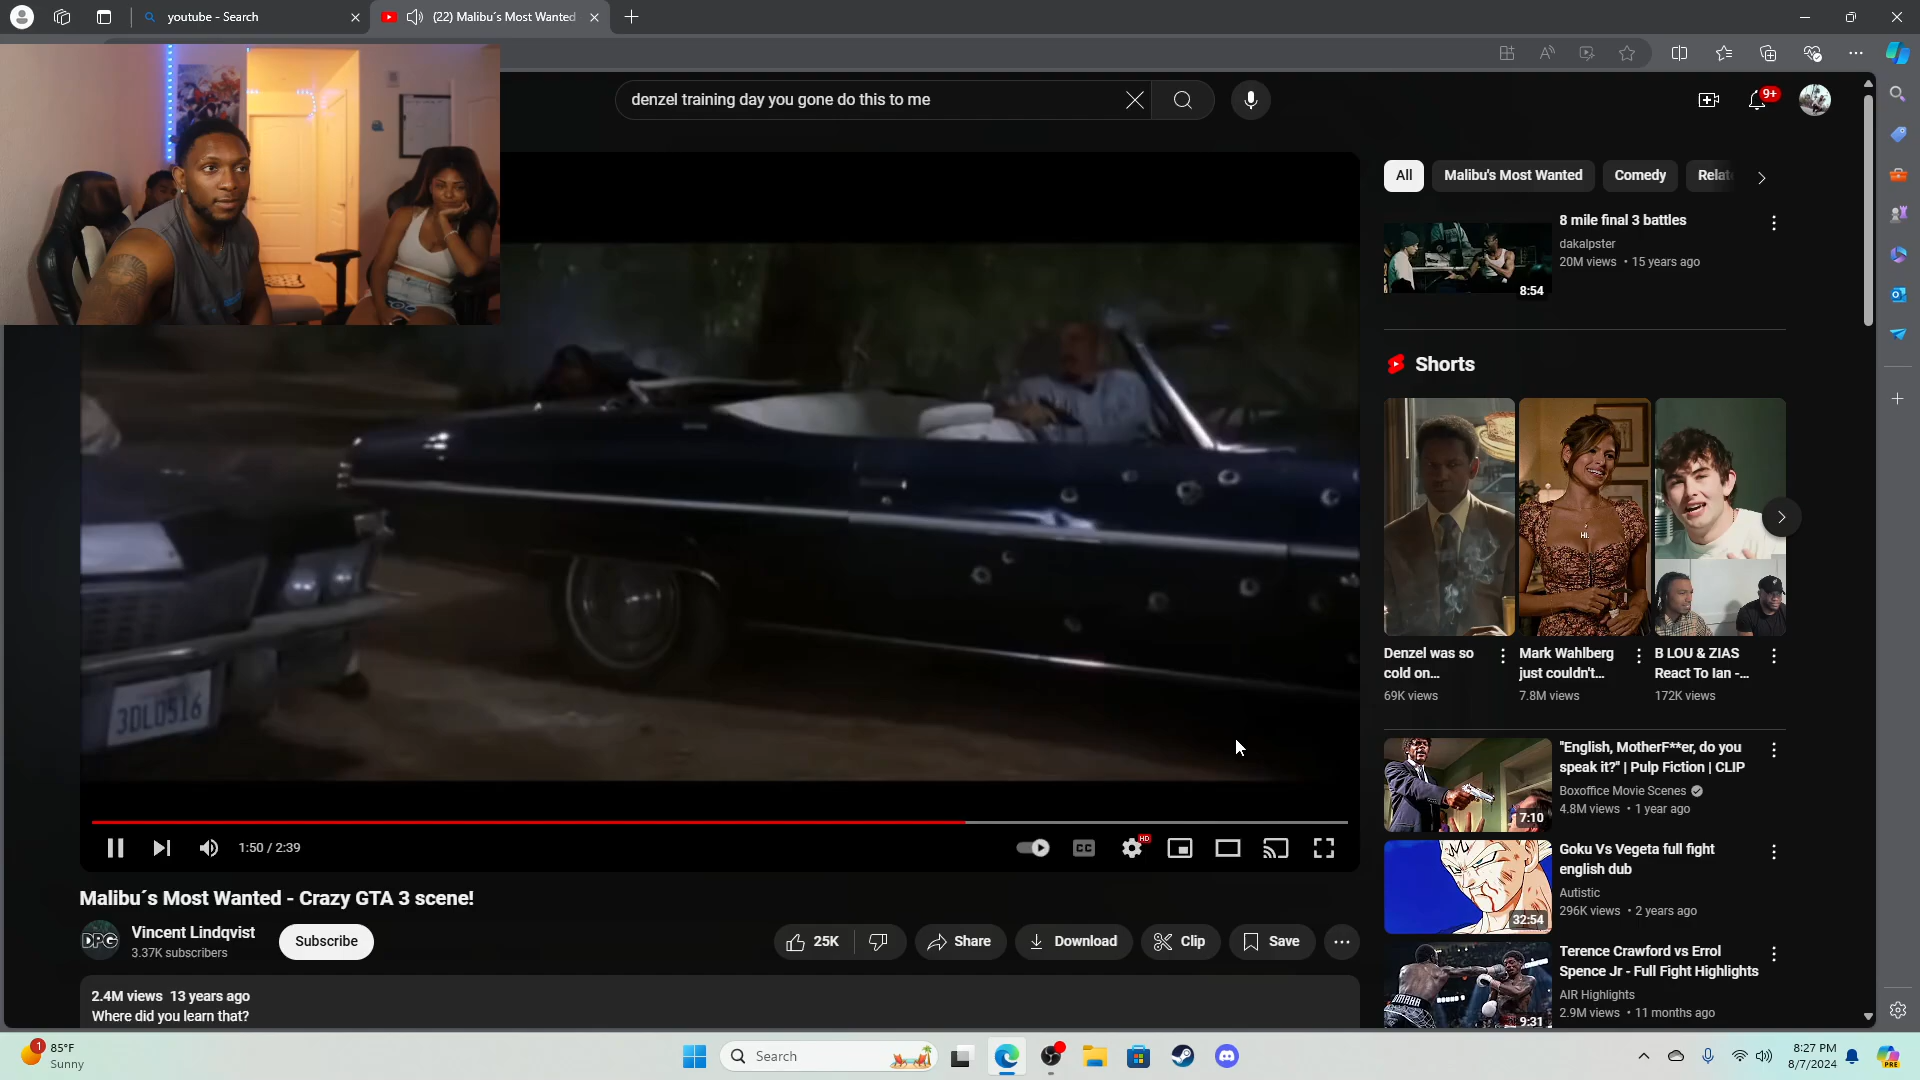 youtube - Search
(22) Malibu´s Most Wanted
denzel training day you gone do this to me
9+
All
Malibu's Most Wanted
Comedy
Relat
8 mile final 3 battles
dakalpster
20M views • 15 years ago
8:54
Shorts
HI.
Denzel was so
cold on...
69K views
Mark Wahlberg
just couldn't...
7.8M views
B LOU & ZIAS
React To Ian -...
172K views
3DLO516
"English, MotherF**er, do you
speak it?" | Pulp Fiction | CLIP
Boxoffice Movie Scenes
4.8M views • 1 year ago
7:10
1:50 / 2:39
CC
HD
Goku Vs Vegeta full fight
english dub
Autistic
296K views • 2 years ago
32:54
Malibu´s Most Wanted - Crazy GTA 3 scene!
DPG
Vincent Lindqvist
3.37K subscribers
Subscribe
25K
Share
Download
Clip
Save
Terence Crawford vs Errol
Spence Jr - Full Fight Highlights
AIR Highlights
2.9M views • 11 months ago
OMAHA
9:31
2.4M views 13 years ago
Where did you learn that?
1
85°F
Sunny
Search
8:27 PM
8/7/2024
PRE